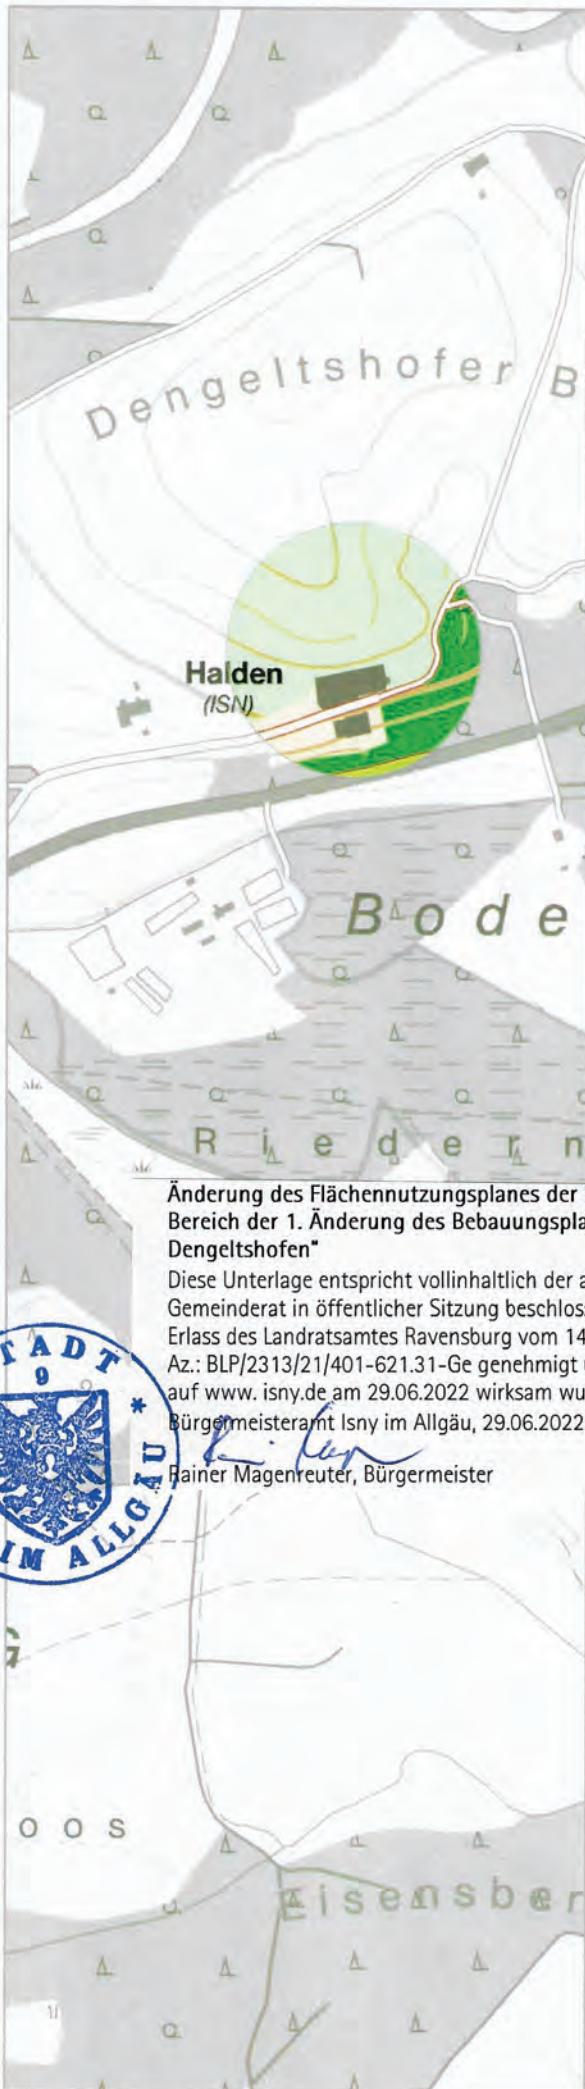 Dengeltshofer B
Halden
(ISN)
Bode
Riedern
Änderung des Flächennutzungsplanes der
Bereich der 1. Änderung des Bebauungspla
Dengeltshofen"
Diese Unterlage entspricht vollinhaltlich der a
Gemeinderat in öffentlicher Sitzung beschlos
Erlass des Landratsamtes Ravensburg vom 14
Az.: BLP/2313/21/401-621.31-Ge genehmigt
auf www. isny.de am 29.06.2022 wirksam wu
Bürgermeisteramt Isny im Allgäu, 29.06.2022
Rainer Magenreuter, Bürgermeister
TADT
9
* IM ALLGÄU
oos
Eisensber